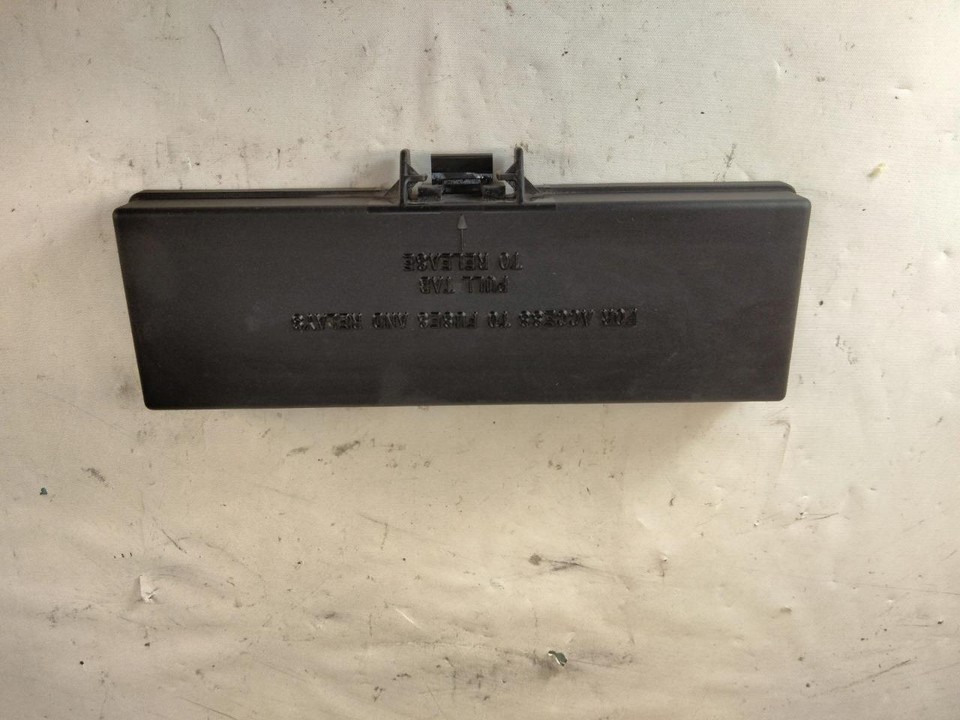 FOR ACCESS TO FUSES AND RELAYS
PULL TAB
TO RELEASE